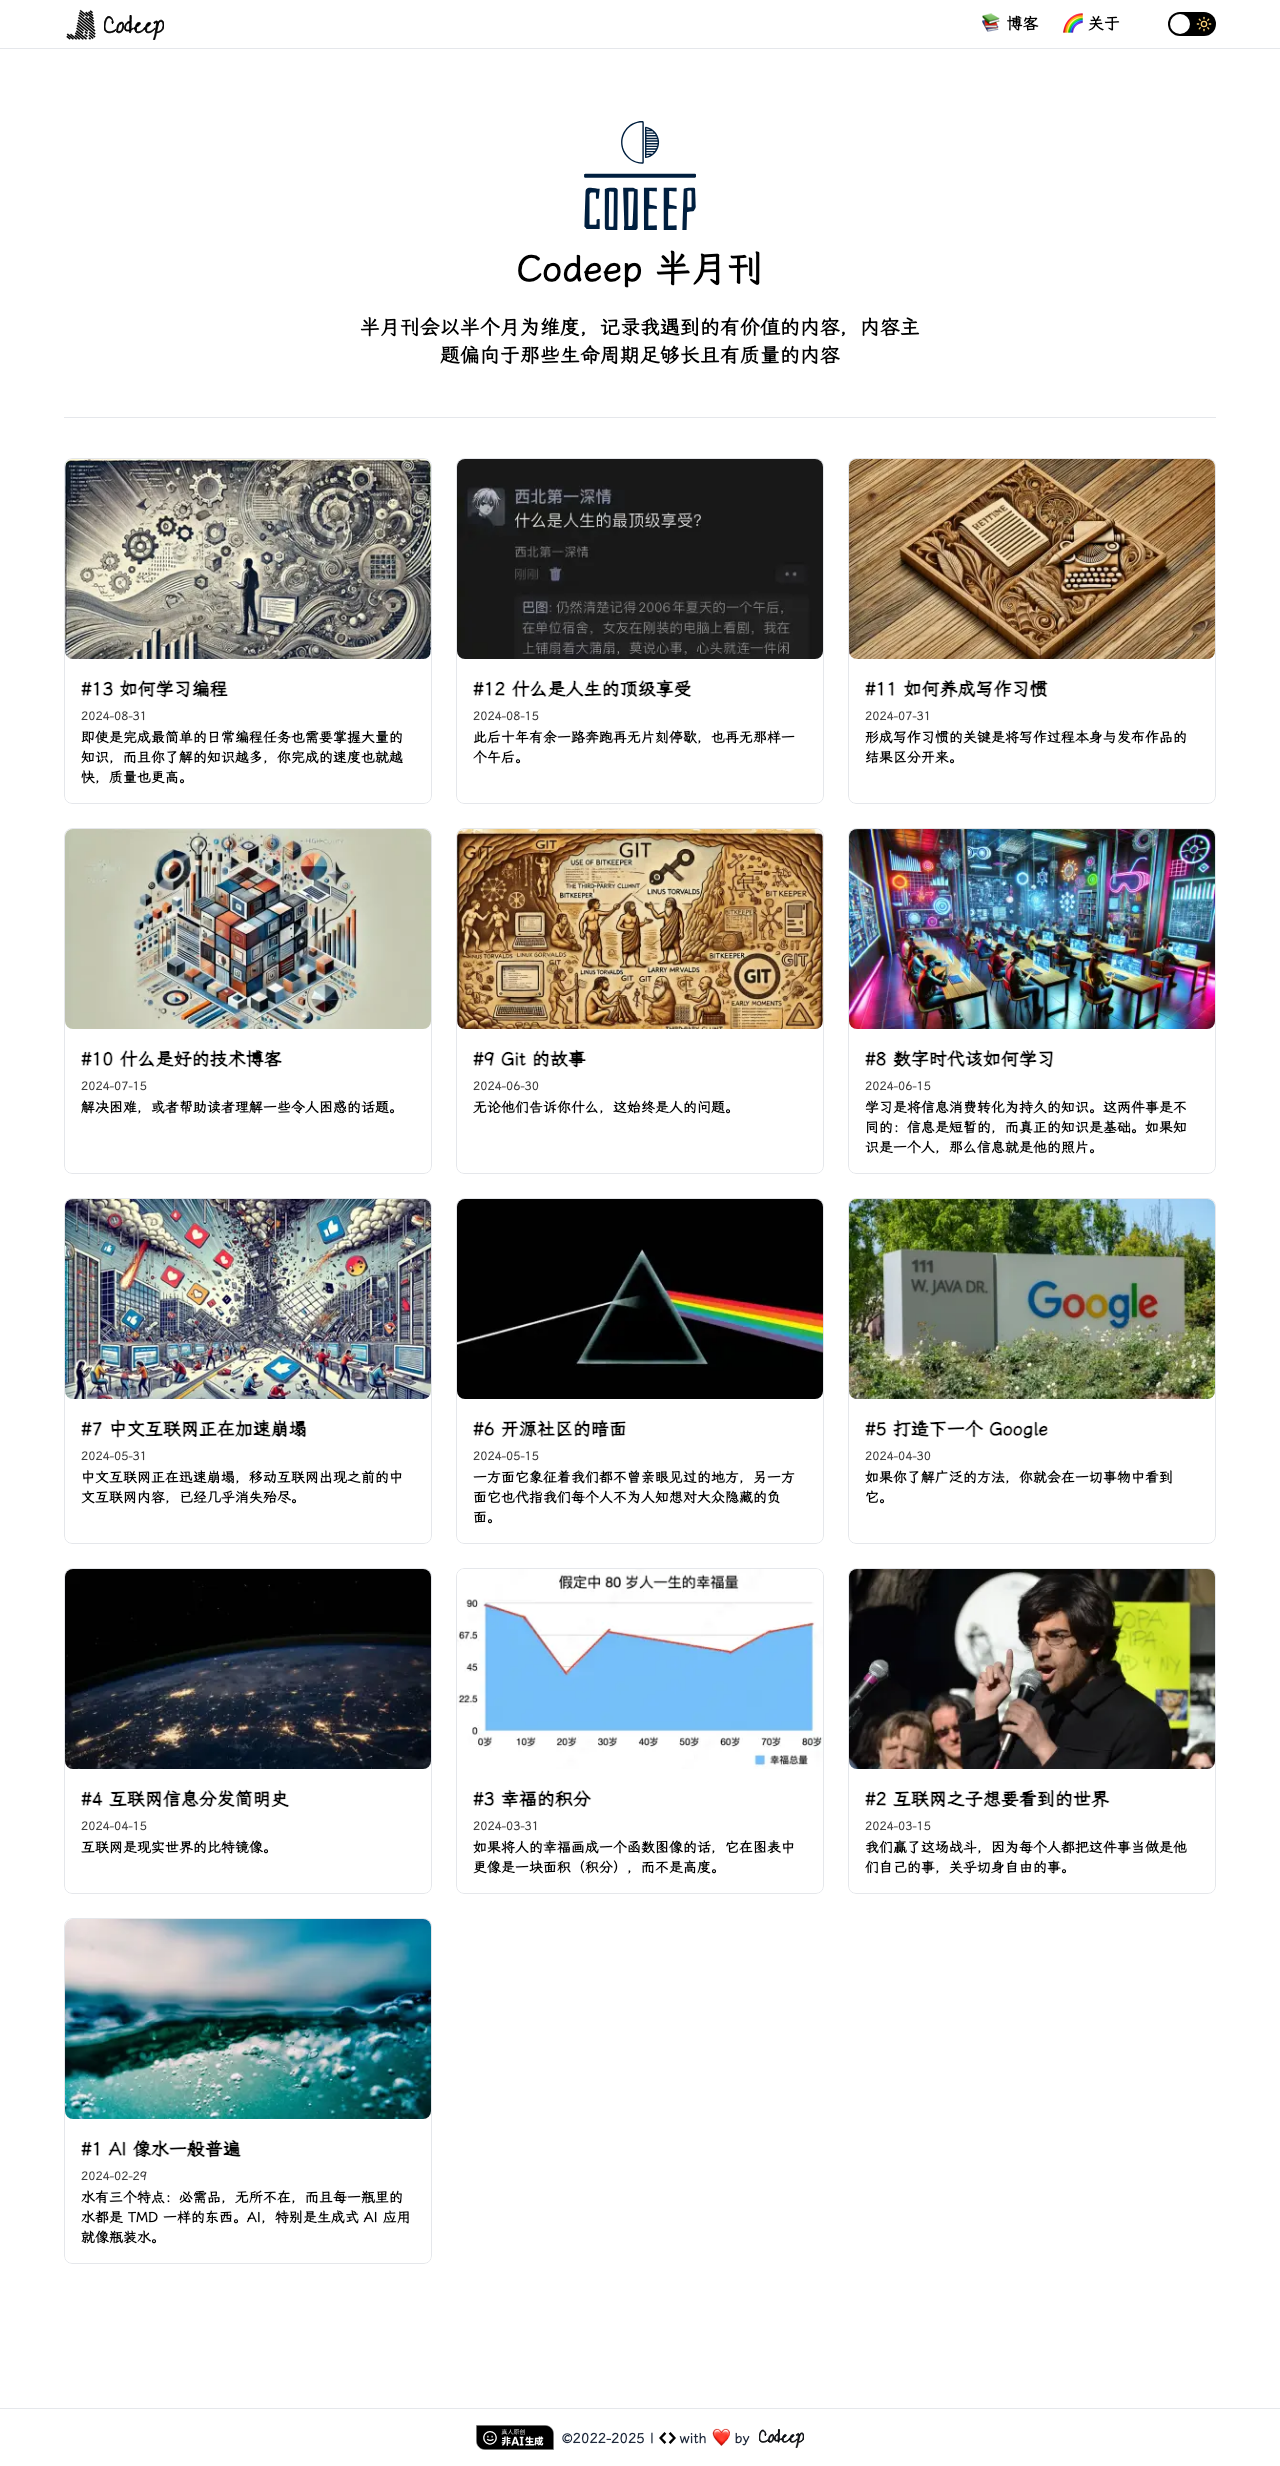 Codeep
📚 博客
🌈 关于
CODEEP
Codeep 半月刊
半月刊会以半个月为维度，记录我遇到的有价值的内容，内容主
题偏向于那些生命周期足够长且有质量的内容
#13 如何学习编程
2024-08-31
即使是完成最简单的日常编程任务也需要掌握大量的
知识，而且你了解的知识越多，你完成的速度也就越
快，质量也更高。
西北第一深情
什么是人生的最顶级享受?
西北第一深情
刚刚
巴图: 仍然清楚记得2006年夏天的一个午后，
在单位宿舍，女友在刚装的电脑上看剧，我在
上铺扇着大蒲扇，莫说心事，心头就连一件闲
#12 什么是人生的顶级享受
2024-08-15
此后十年有余一路奔跑再无片刻停歇，也再无那样一
个午后。
BETTINE
#11 如何养成写作习惯
2024-07-31
形成写作习惯的关键是将写作过程本身与发布作品的
结果区分开来。
#10 什么是好的技术博客
2024-07-15
解决困难，或者帮助读者理解一些令人困惑的话题。
GIT
GIT
GIT
USE OF BITKEEPER
THE THIRD-PARRY CLUMNT
BITKEEPER
LINUS TORVALDS
BIT KEEPER
LINUS TORVALDS
LARRY MRVALDS
BITKEEPER
GIT
GIT
GIT
EARLY MOMENTS
#9 Git 的故事
2024-06-30
无论他们告诉你什么，这始终是人的问题。
#8 数字时代该如何学习
2024-06-15
学习是将信息消费转化为持久的知识。这两件事是不
同的：信息是短暂的，而真正的知识是基础。如果知
识是一个人，那么信息就是他的照片。
#7 中文互联网正在加速崩塌
2024-05-31
中文互联网正在迅速崩塌，移动互联网出现之前的中
文互联网内容，已经几乎消失殆尽。
#6 开源社区的暗面
2024-05-15
一方面它象征着我们都不曾亲眼见过的地方，另一方
面它也代指我们每个人不为人知想对大众隐藏的负
面。
111
W. JAVA DR.
Google
#5 打造下一个 Google
2024-04-30
如果你了解广泛的方法，你就会在一切事物中看到
它。
#4 互联网信息分发简明史
2024-04-15
互联网是现实世界的比特镜像。
假定中 80 岁人一生的幸福量
90
67.5
45
22.5
0
0岁 10岁 20岁 30岁 40岁 50岁 60岁 70岁 80岁
幸福总量
#3 幸福的积分
2024-03-31
如果将人的幸福画成一个函数图像的话，它在图表中
更像是一块面积（积分），而不是高度。
#2 互联网之子想要看到的世界
2024-03-15
我们赢了这场战斗，因为每个人都把这件事当做是他
们自己的事，关乎切身自由的事。
#1 AI 像水一般普遍
2024-02-29
水有三个特点：必需品，无所不在，而且每一瓶里的
水都是 TMD 一样的东西。AI，特别是生成式 AI 应用
就像瓶装水。
真人原创
非AI生成
©2022-2025 | <> with ❤️ by Codeep